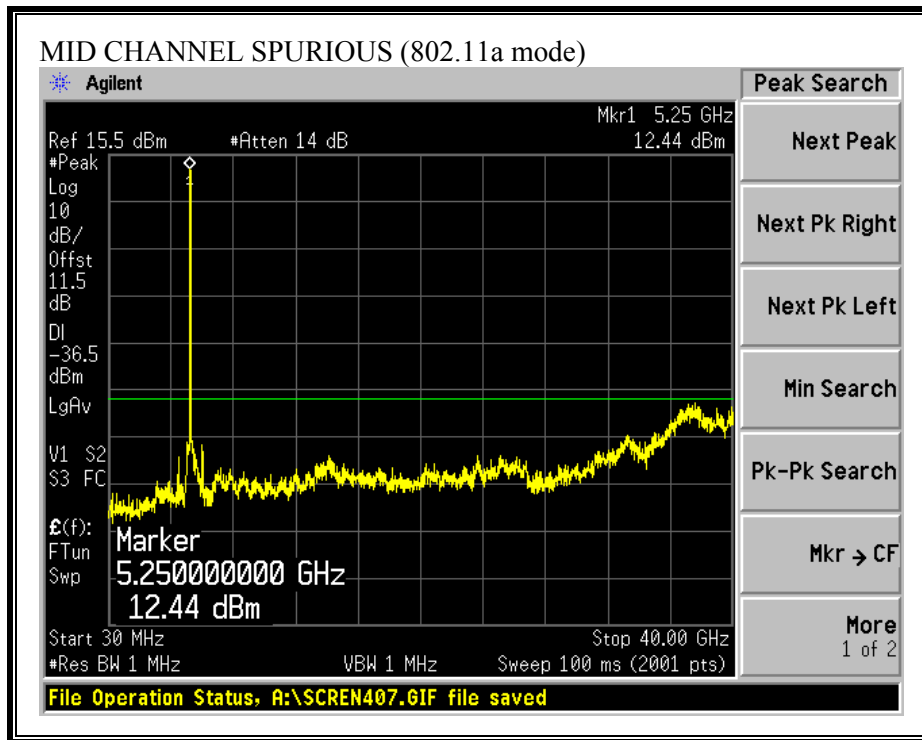 MID CHANNEL SPURIOUS (802.11a mode)
Agilent
Peak Search
Mkr1 5.25 GHz
Ref 15.5 dBm #Atten 14 dB 12.44 dBm
#Peak
Log
10
dB/
Offst
11.5
dB
DI
-36.5
dBm
LgAv
V1 S2
S3 FC
£(f):
FTun
Swp
1
Marker
5.250000000 GHz
12.44 dBm
Start 30 MHz Stop 40.00 GHz
#Res BW 1 MHz VBW 1 MHz Sweep 100 ms (2001 pts)
File Operation Status, A:\SCREN407.GIF file saved
Next Peak
Next Pk Right
Next Pk Left
Min Search
Pk-Pk Search
Mkr → CF
More
1 of 2